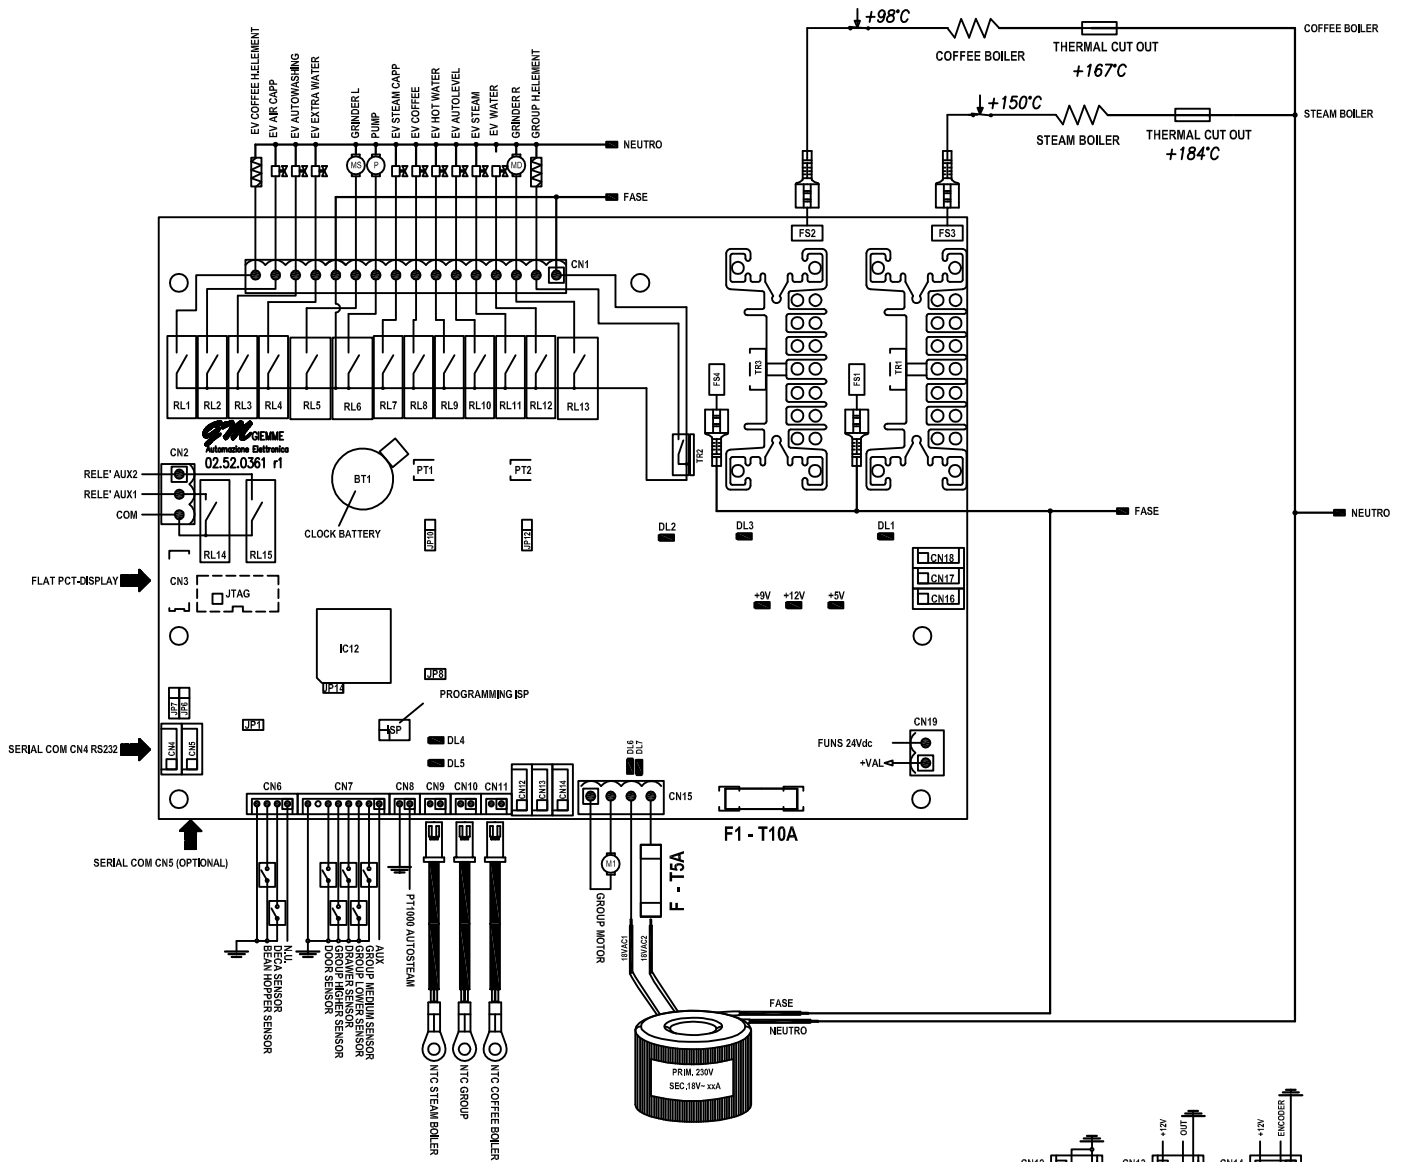 +98°C
COFFEE BOILER
COFFEE BOILER
THERMAL CUT OUT
+167°C
+150°C
STEAM BOILER
STEAM BOILER
THERMAL CUT OUT
+184°C
EV COFFEE H.ELEMENT
EV AIR CAPP
EV AUTOWASHING
EV EXTRA WATER
GRINDER L
PUMP
EV STEAM CAPP
EV COFFEE
EV HOT WATER
EV AUTOLEVEL
EV STEAM
EV WATER
GRINDER R
GROUP H.ELEMENT
NEUTRO
MS
P
MD
FASE
FS2
FS3
CN1
TR3
TR1
FS4
FS1
RL1
RL2
RL3
RL4
RL5
RL6
RL7
RL8
RL9
RL10
RL11
RL12
RL13
GM GIEMME
Automazione Elettronica
02.52.0361 r1
CN2
TR2
RELE' AUX2
RELE' AUX1
COM
PT1
BT1
PT2
CLOCK BATTERY
JP10
JP12
DL2
DL3
DL1
FASE
NEUTRO
RL14
RL15
FLAT PCT-DISPLAY
CN3
JTAG
CN18
CN17
CN16
+9V
+12V
+5V
IC12
JP14
JP8
PROGRAMMING ISP
JP7
JP6
JP1
ISP
CN19
SERIAL COM CN4 RS232
CN4
CN5
DL4
DL5
DL6
DL7
FUNS 24Vdc
+VAL
CN6
CN7
CN8
CN9
CN10
CN11
CN12
CN13
CN14
CN15
F1 - T10A
SERIAL COM CN5 (OPTIONAL)
M1
F - T5A
GROUP MOTOR
18VAC1
18VAC2
BEAN HOPPER SENSOR
DECA SENSOR
N.U.
DOOR SENSOR
GROUP HIGHER SENSOR
DRAWER SENSOR
GROUP LOWER SENSOR
GROUP MEDIUM SENSOR
AUX
PT1000 AUTOSTEAM
NTC STEAM BOILER
NTC GROUP
NTC COFFEE BOILER
FASE
NEUTRO
PRIM. 230V
SEC.18V~ xxA
+12V
OUT
+12V
ENCODER
CN12
CN13
CN14